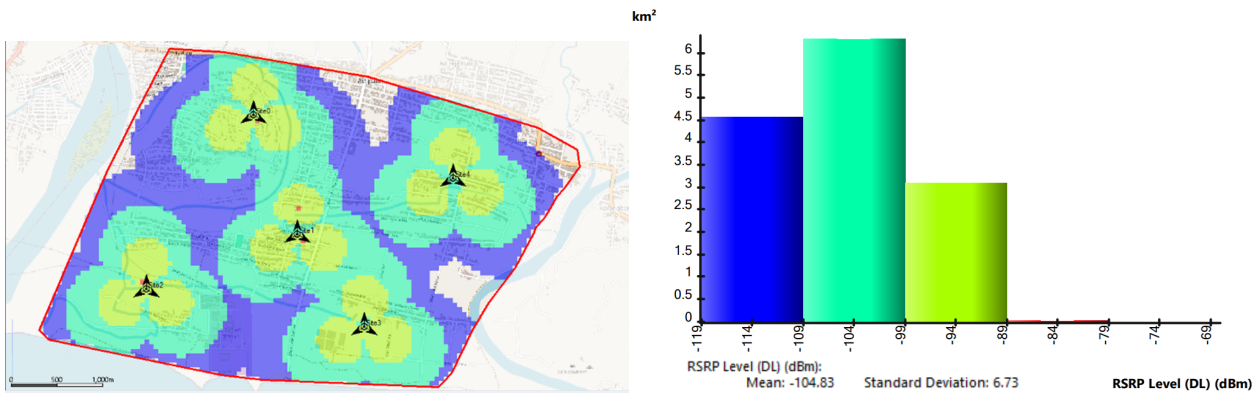 km²
Site0
Site4
Site1
Site2
Site3
0 500 1,000m
6
5.5
5
4.5
4
3.5
3
2.5
2
1.5
1
0.5
0
-119 -114 -109 -104 -99 -94 -89 -84 -79 -74 -69
RSRP Level (DL) (dBm):
Mean: -104.83 Standard Deviation: 6.73
RSRP Level (DL) (dBm)